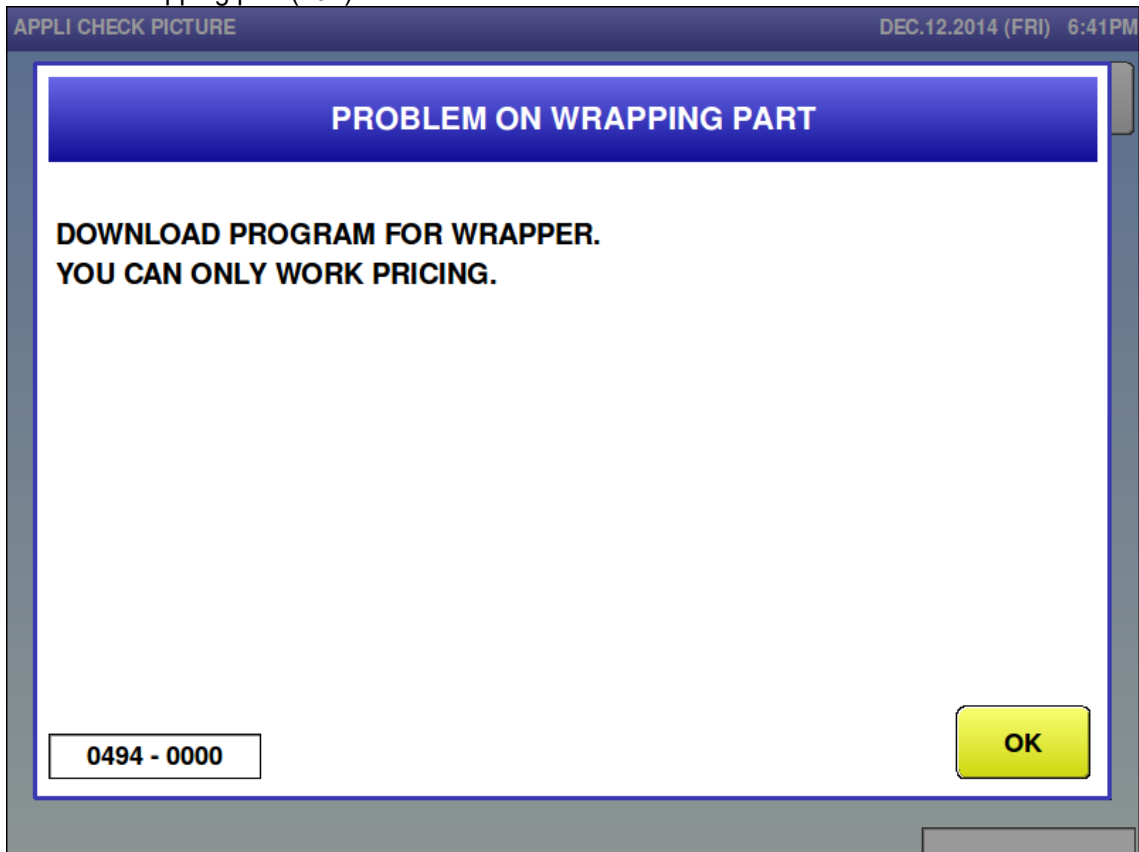 APPLI CHECK PICTURE DEC.12.2014 (FRI) 6:41PM
PROBLEM ON WRAPPING PART
DOWNLOAD PROGRAM FOR WRAPPER.
YOU CAN ONLY WORK PRICING.
0494 - 0000
OK